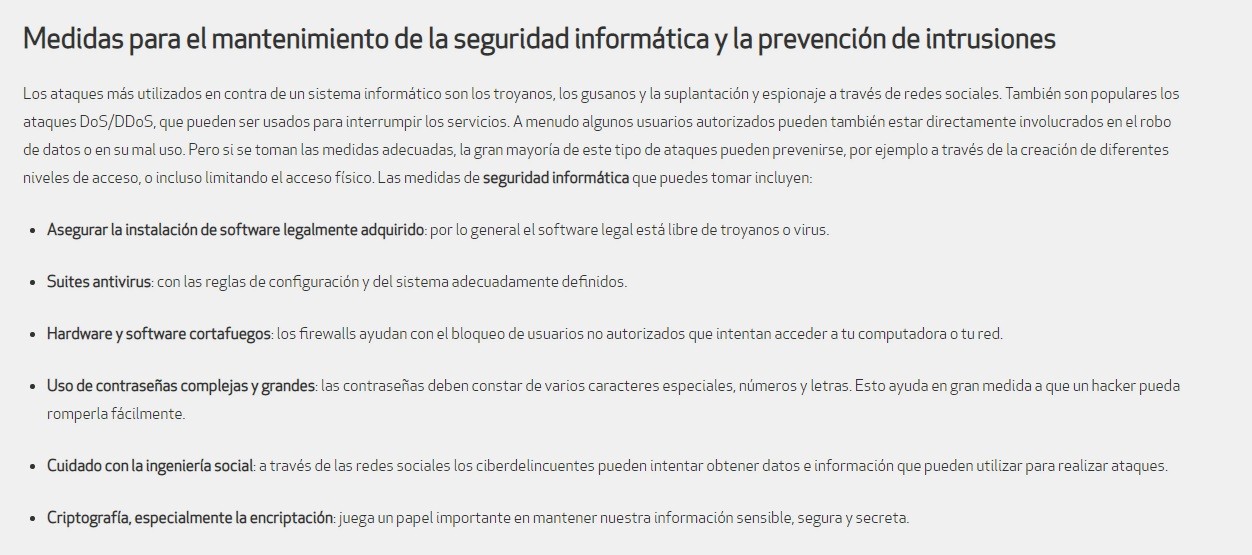 Medidas para el mantenimiento de la seguridad informática y la prevención de intrusiones
Los ataques más utilizados en contra de un sistema informático son los troyanos, los gusanos y la suplantación y espionaje a través de redes sociales. También son populares los
ataques DoS/DDoS, que pueden ser usados para interrumpir los servicios. A menudo algunos usuarios autorizados pueden también estar directamente involucrados en el robo
de datos o en su mal uso. Pero si se toman las medidas adecuadas, la gran mayoría de este tipo de ataques pueden prevenirse, por ejemplo a través de la creación de diferentes
niveles de acceso, o incluso limitando el acceso físico. Las medidas de seguridad informática que puedes tomar incluyen:
• Asegurar la instalación de software legalmente adquirido: por lo general el software legal está libre de troyanos o virus.
• Suites antivirus: con las reglas de configuración y del sistema adecuadamente definidos.
• Hardware y software cortafuegos: los firewalls ayudan con el bloqueo de usuarios no autorizados que intentan acceder a tu computadora o tu red.
• Uso de contraseñas complejas y grandes: las contraseñas deben constar de varios caracteres especiales, números y letras. Esto ayuda en gran medida a que un hacker pueda
romperla fácilmente.
• Cuidado con la ingeniería social: a través de las redes sociales los ciberdelincuentes pueden intentar obtener datos e información que pueden utilizar para realizar ataques.
• Criptografía, especialmente la encriptación: juega un papel importante en mantener nuestra información sensible, segura y secreta.